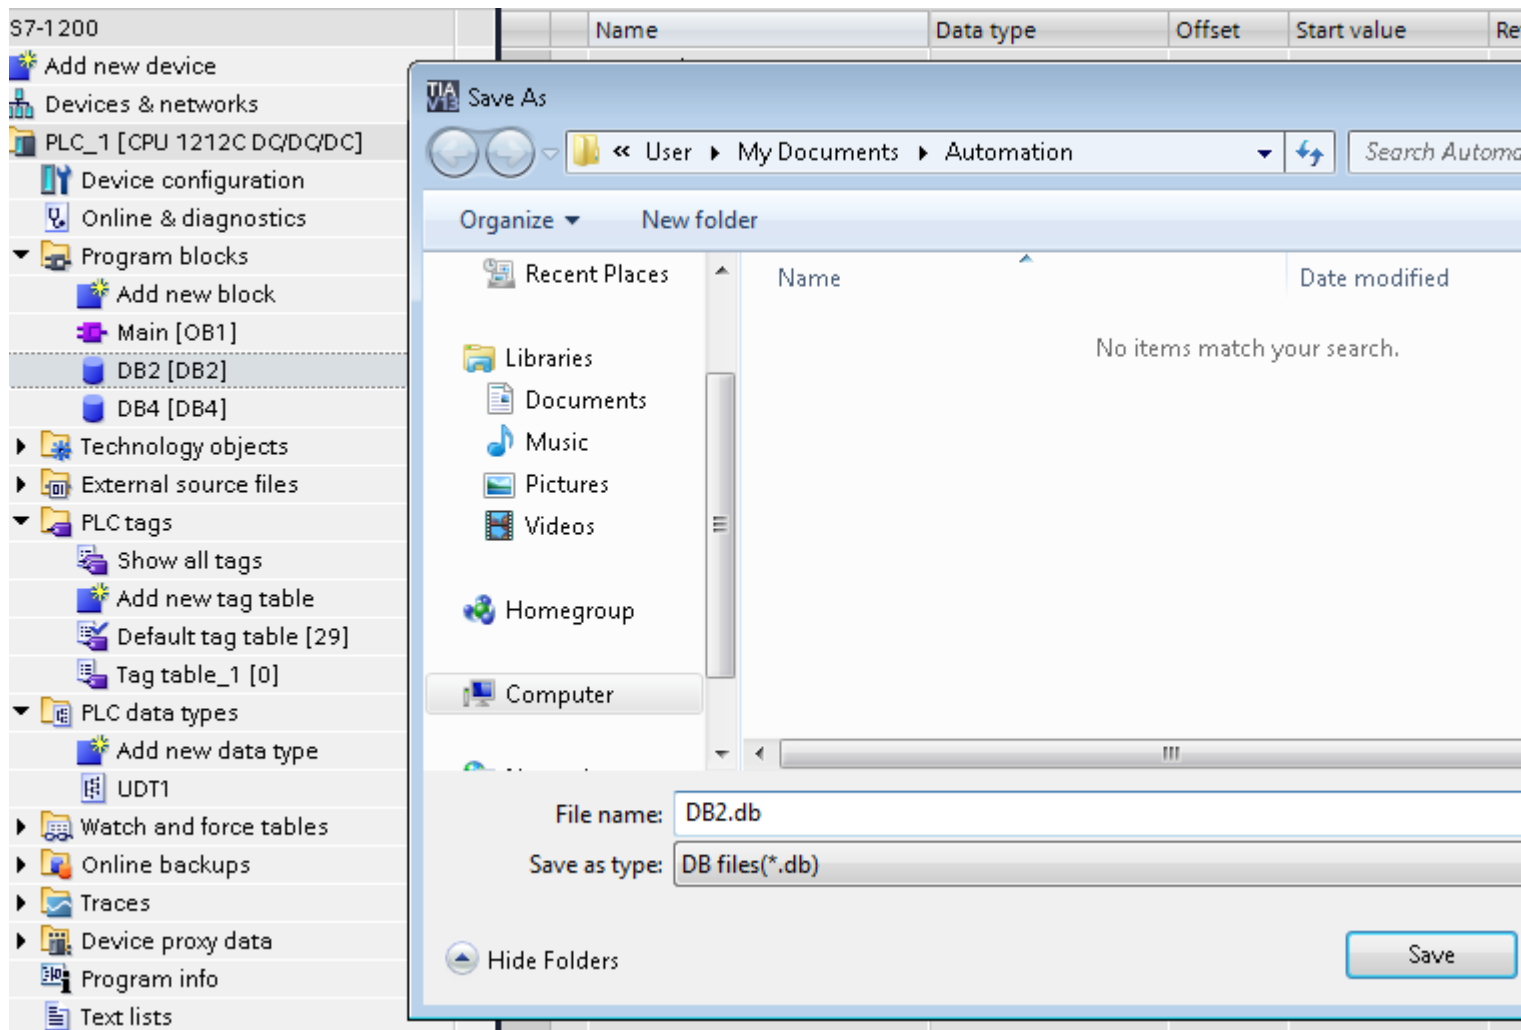 S7-1200
Add new device
Devices & networks
PLC_1 [CPU 1212C DC/DC/DC]
Device configuration
Online & diagnostics
Program blocks
Add new block
Main [OB1]
DB2 [DB2]
DB4 [DB4]
Technology objects
External source files
PLC tags
Show all tags
Add new tag table
Default tag table [29]
Tag table_1 [0]
PLC data types
Add new data type
UDT1
Watch and force tables
Online backups
Traces
Device proxy data
Program info
Text lists
Name Data type Offset Start value Re
TIA V13 Save As
« User My Documents Automation Search Automa
Organize New folder
Recent Places
Libraries
Documents
Music
Pictures
Videos
Homegroup
Computer
Name Date modified
No items match your search.
File name: DB2.db
Save as type: DB files(*.db)
Hide Folders Save